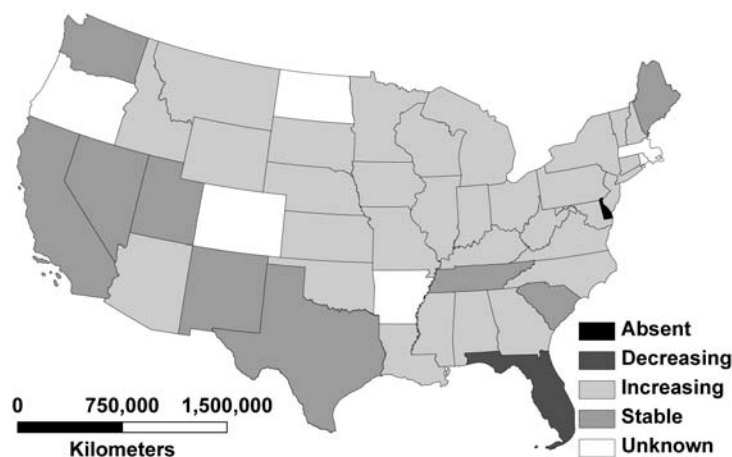 Absent
Decreasing
Increasing
Stable
Unknown
0 750,000 1,500,000
Kilometers